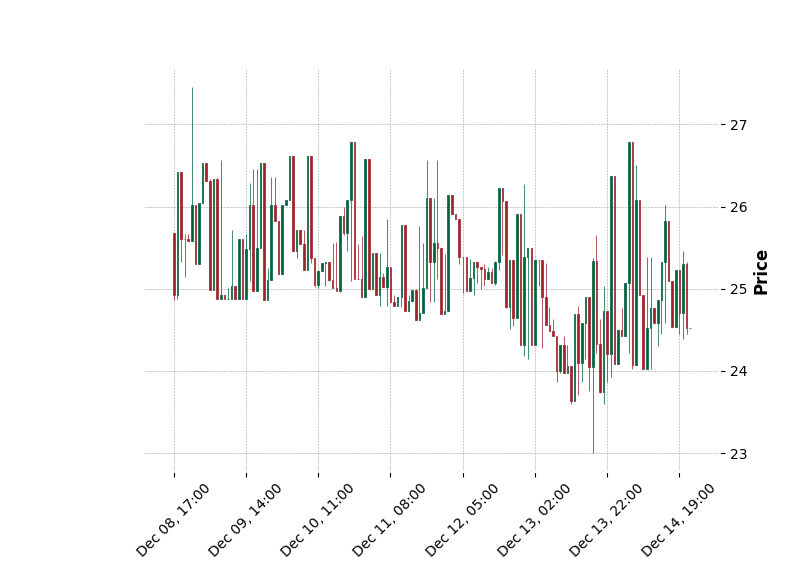 27
26
25
24
23
Price
Dec 08, 17:00
Dec 09, 14:00
Dec 10, 11:00
Dec 11, 08:00
Dec 12, 05:00
Dec 13, 02:00
Dec 13, 22:00
Dec 14, 19:00